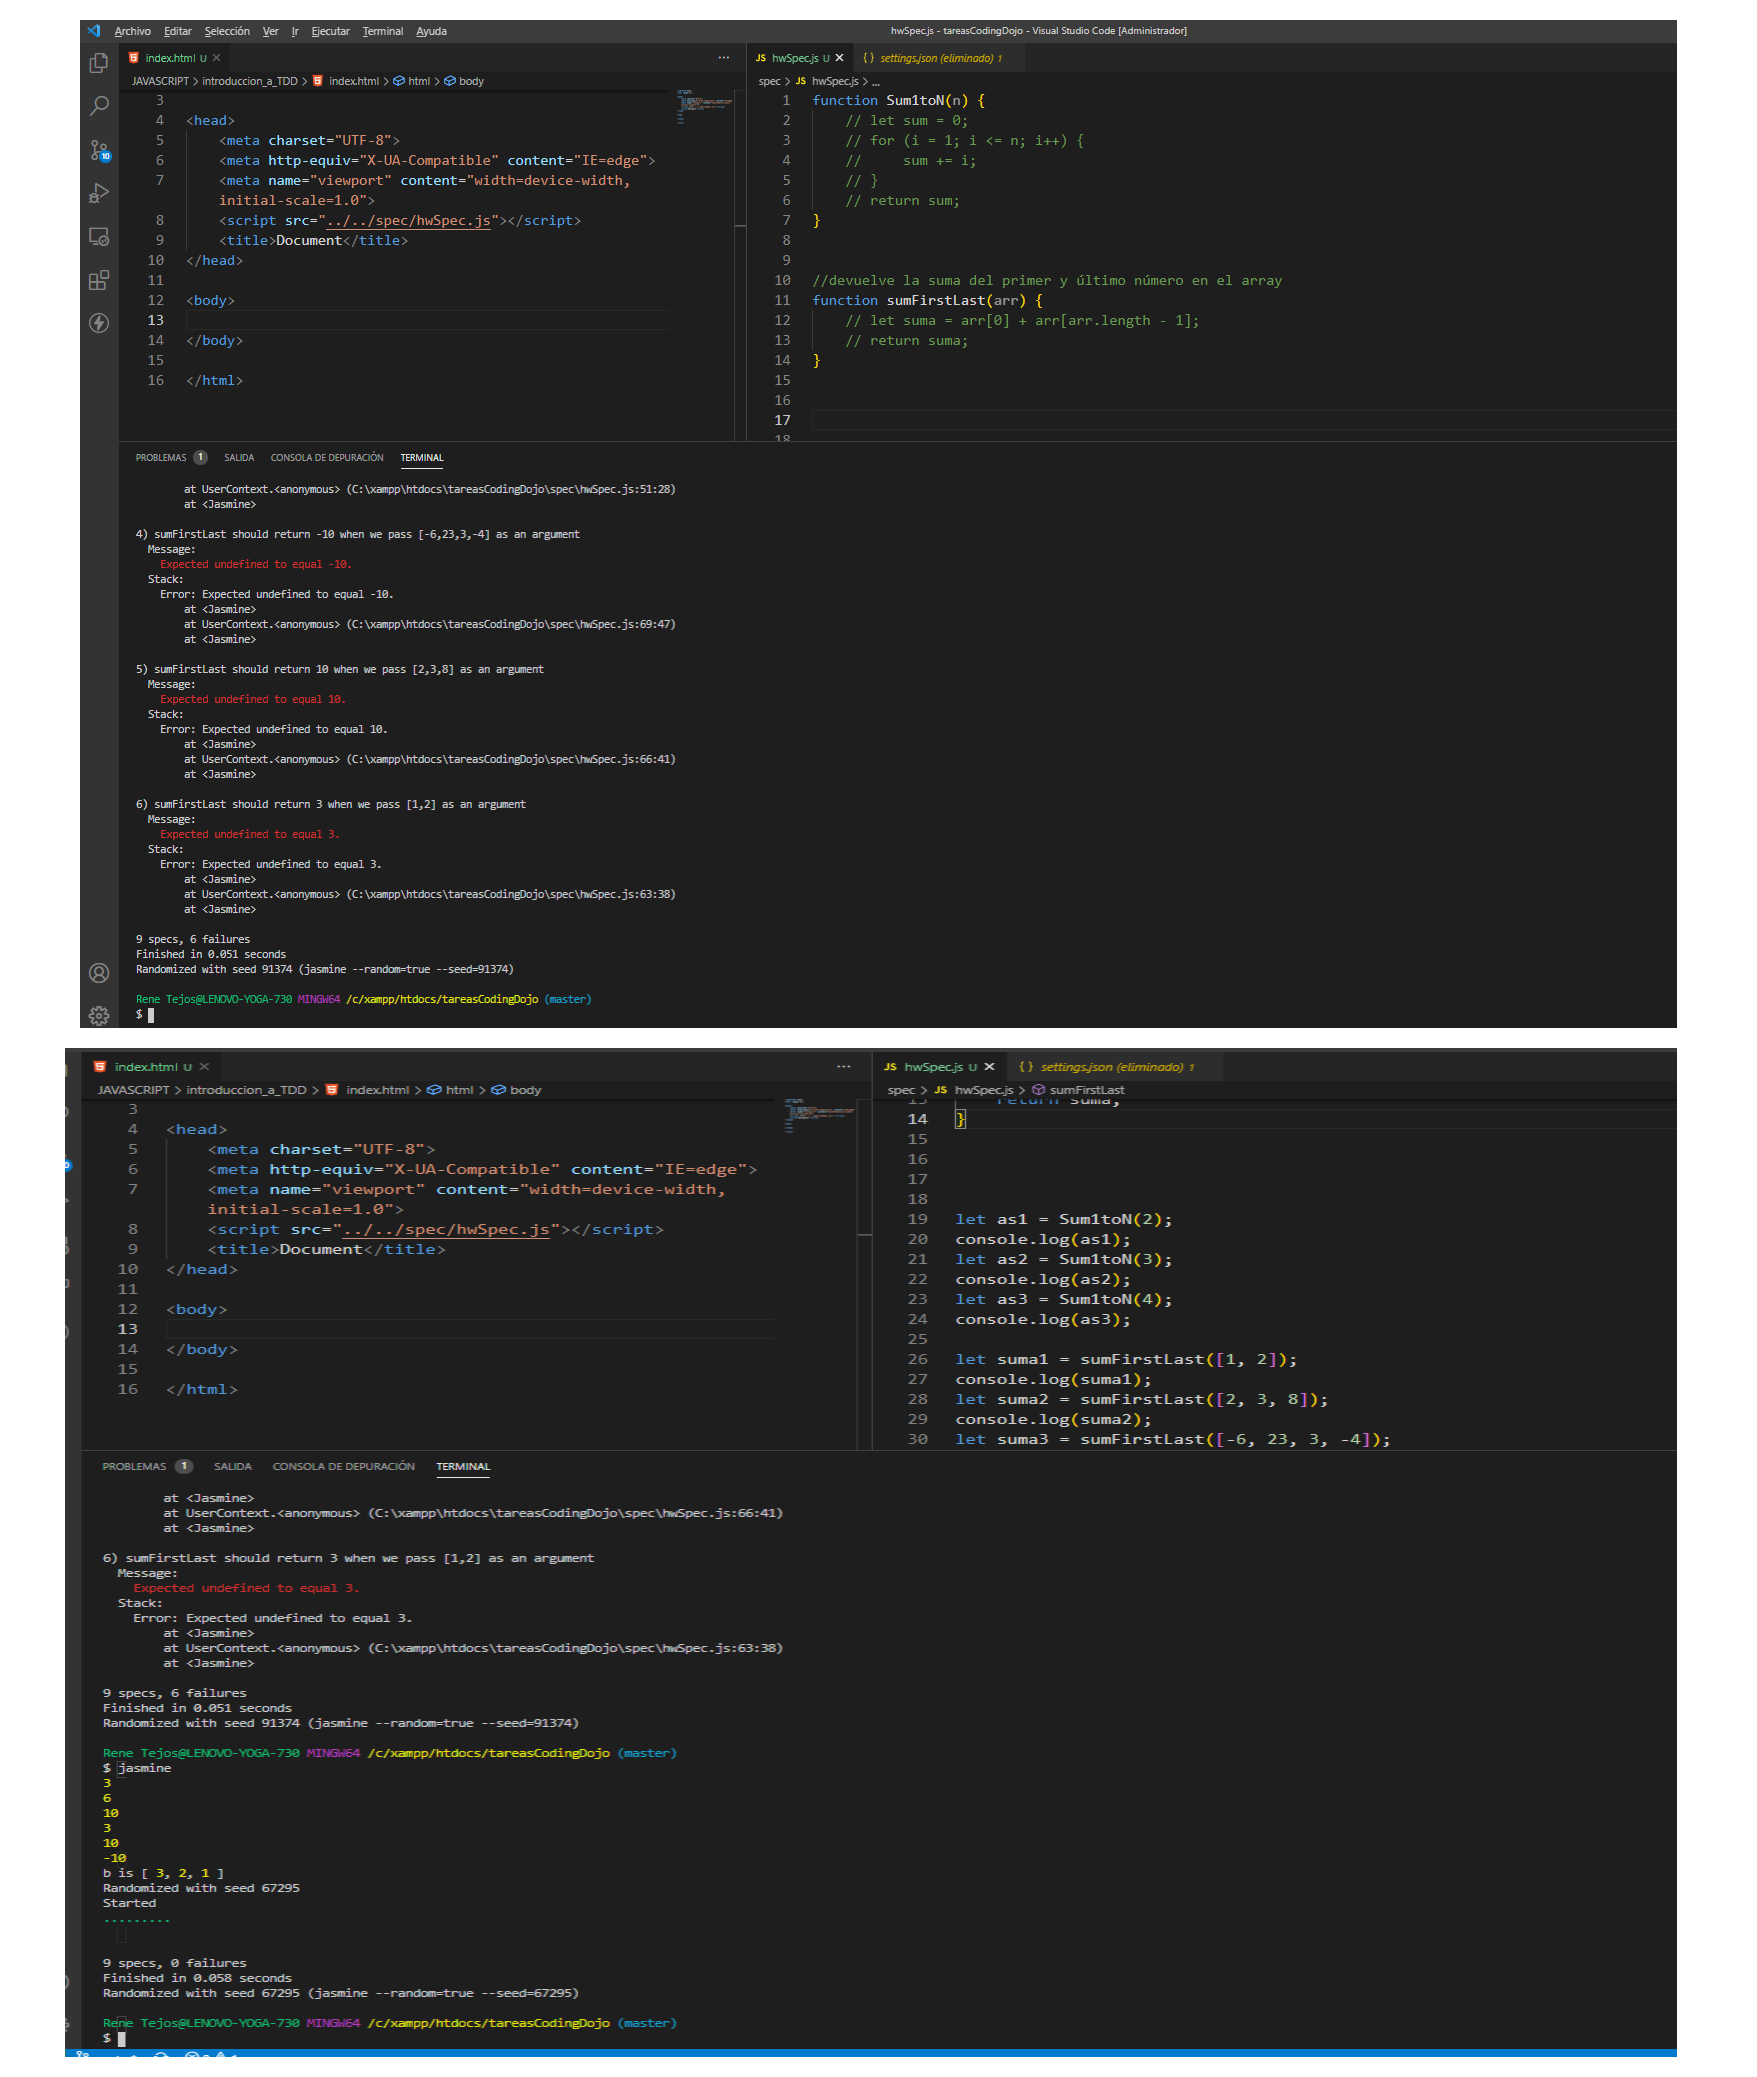 Archivo Editar Selección Ver Ir Ejecutar Terminal Ayuda
hwSpec.js - tareasCodingDojo - Visual Studio Code [Administrador]
index.html U
JAVASCRIPT > introduccion_a_TDD > index.html > html > body
3
4 <head>
5 <meta charset="UTF-8">
6 <meta http-equiv="X-UA-Compatible" content="IE=edge">
7 <meta name="viewport" content="width=device-width,
initial-scale=1.0">
8 <script src="../../spec/hwSpec.js"></script>
9 <title>Document</title>
10 </head>
11
12 <body>
13
14 </body>
15
16 </html>
JS hwSpec.js U { } settings.json (eliminado) 1
spec > JS hwSpec.js > ...
1 function Sum1toN(n) {
2 // let sum = 0;
3 // for (i = 1; i <= n; i++) {
4 // sum += i;
5 // }
6 // return sum;
7 }
8
9
10 //devuelve la suma del primer y último número en el array
11 function sumFirstLast(arr) {
12 // let suma = arr[0] + arr[arr.length - 1];
13 // return suma;
14 }
15
16
17
18
10
PROBLEMAS 1 SALIDA CONSOLA DE DEPURACIÓN TERMINAL
at UserContext.<anonymous> (C:\xampp\htdocs\tareasCodingDojo\spec\hwSpec.js:51:28)
at <Jasmine>
4) sumFirstLast should return -10 when we pass [-6,23,3,-4] as an argument
Message:
Expected undefined to equal -10.
Stack:
Error: Expected undefined to equal -10.
at <Jasmine>
at UserContext.<anonymous> (C:\xampp\htdocs\tareasCodingDojo\spec\hwSpec.js:69:47)
at <Jasmine>
5) sumFirstLast should return 10 when we pass [2,3,8] as an argument
Message:
Expected undefined to equal 10.
Stack:
Error: Expected undefined to equal 10.
at <Jasmine>
at UserContext.<anonymous> (C:\xampp\htdocs\tareasCodingDojo\spec\hwSpec.js:66:41)
at <Jasmine>
6) sumFirstLast should return 3 when we pass [1,2] as an argument
Message:
Expected undefined to equal 3.
Stack:
Error: Expected undefined to equal 3.
at <Jasmine>
at UserContext.<anonymous> (C:\xampp\htdocs\tareasCodingDojo\spec\hwSpec.js:63:38)
at <Jasmine>
9 specs, 6 failures
Finished in 0.051 seconds
Randomized with seed 91374 (jasmine --random=true --seed=91374)
Rene Tejos@LENOVO-YOGA-730 MINGW64 /c/xampp/htdocs/tareasCodingDojo (master)
$
index.html U
JAVASCRIPT > introduccion_a_TDD > index.html > html > body
3
4 <head>
5 <meta charset="UTF-8">
6 <meta http-equiv="X-UA-Compatible" content="IE=edge">
7 <meta name="viewport" content="width=device-width,
initial-scale=1.0">
8 <script src="../../spec/hwSpec.js"></script>
9 <title>Document</title>
10 </head>
11
12 <body>
13
14 </body>
15
16 </html>
JS hwSpec.js U { } settings.json (eliminado) 1
spec > JS hwSpec.js > sumFirstLast
13 return suma;
14 }
15
16
17
18
19 let as1 = Sum1toN(2);
20 console.log(as1);
21 let as2 = Sum1toN(3);
22 console.log(as2);
23 let as3 = Sum1toN(4);
24 console.log(as3);
25
26 let suma1 = sumFirstLast([1, 2]);
27 console.log(suma1);
28 let suma2 = sumFirstLast([2, 3, 8]);
29 console.log(suma2);
30 let suma3 = sumFirstLast([-6, 23, 3, -4]);
PROBLEMAS 1 SALIDA CONSOLA DE DEPURACIÓN TERMINAL
at <Jasmine>
at UserContext.<anonymous> (C:\xampp\htdocs\tareasCodingDojo\spec\hwSpec.js:66:41)
at <Jasmine>
6) sumFirstLast should return 3 when we pass [1,2] as an argument
Message:
Expected undefined to equal 3.
Stack:
Error: Expected undefined to equal 3.
at <Jasmine>
at UserContext.<anonymous> (C:\xampp\htdocs\tareasCodingDojo\spec\hwSpec.js:63:38)
at <Jasmine>
9 specs, 6 failures
Finished in 0.051 seconds
Randomized with seed 91374 (jasmine --random=true --seed=91374)
Rene Tejos@LENOVO-YOGA-730 MINGW64 /c/xampp/htdocs/tareasCodingDojo (master)
$ jasmine
3
6
10
3
10
-10
b is [ 3, 2, 1 ]
Randomized with seed 67295
Started
.........
9 specs, 0 failures
Finished in 0.058 seconds
Randomized with seed 67295 (jasmine --random=true --seed=67295)
Rene Tejos@LENOVO-YOGA-730 MINGW64 /c/xampp/htdocs/tareasCodingDojo (master)
$